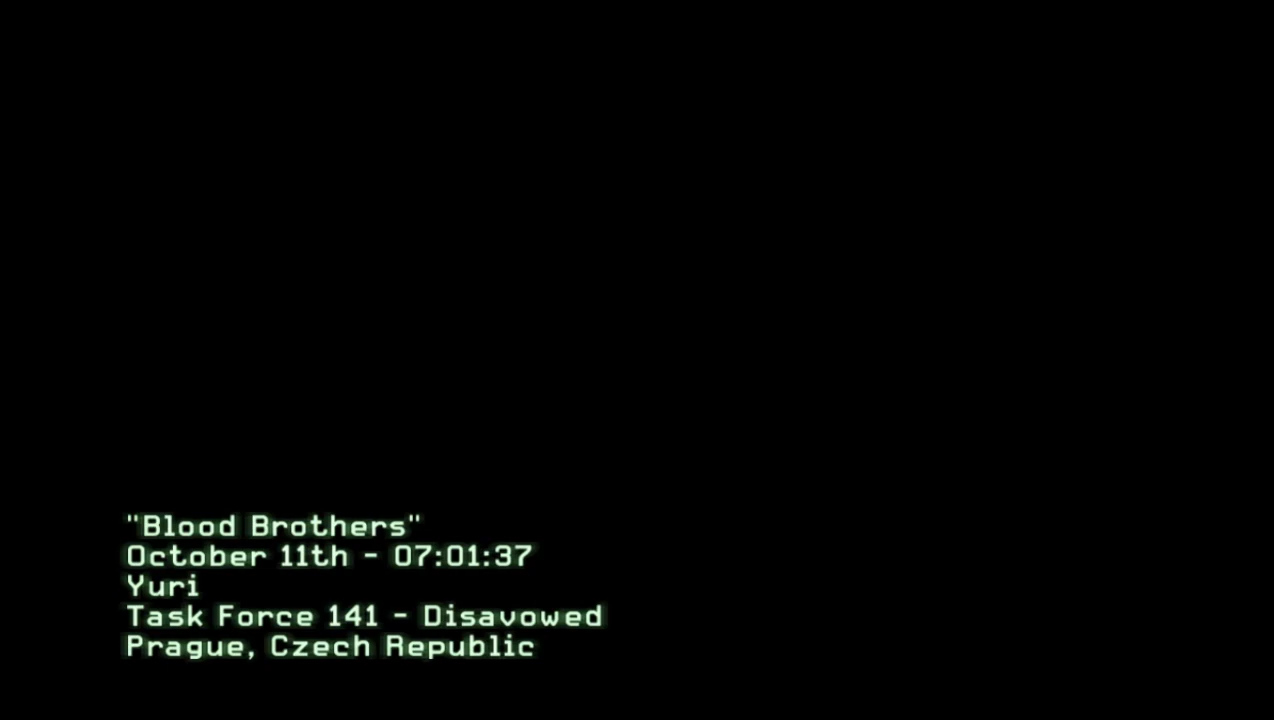 "Blood Brothers"
October 11th - 07:01:37
Yuri
Task Force 141 - Disavowed
Prague, Czech Republic